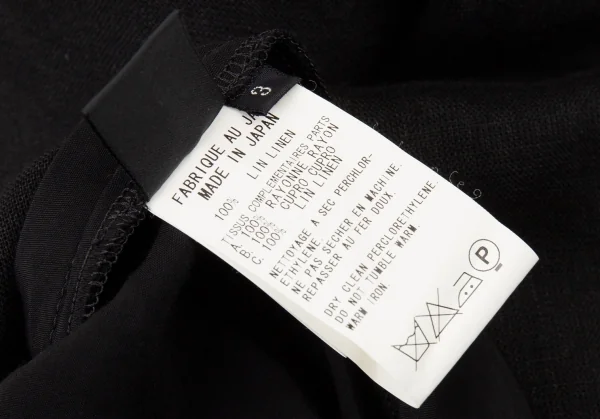 3
FABRIQUE AU JA
MADE IN JAPAN
100% LIN LINEN
TISSUS COMPLEMENTAIRES PARTS
A. 100% RAYONNE RAYON
B. 100% CUPRO CUPRO
C. 100% LIN LINEN
NETTOYAGE A SEC PERCHLOR-
ETHYLENE.
NE PAS SECHER EN MACHINE.
REPASSER AU FER DOUX.
DRY CLEAN PERCLORETHYLENE.
DO NOT TUMBLE WARM
WARM IRON.
P